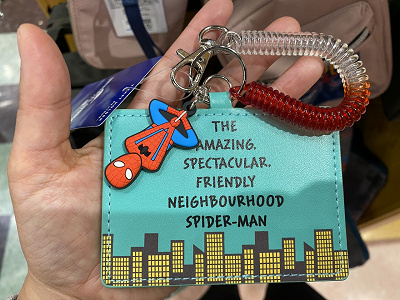 THE
AMAZING.
SPECTACULAR.
FRIENDLY
NEIGHBOURHOOD
SPIDER-MAN